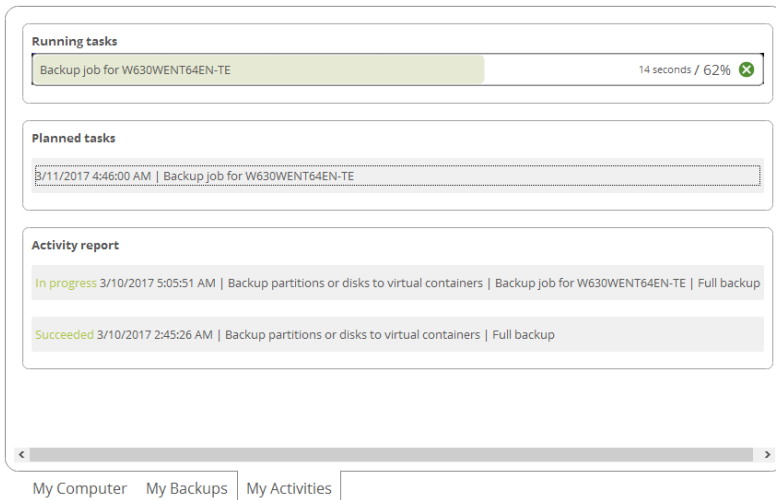 Running tasks
Backup job for W630WENT64EN-TE 14 seconds / 62%
Planned tasks
3/11/2017 4:46:00 AM | Backup job for W630WENT64EN-TE
Activity report
In progress 3/10/2017 5:05:51 AM | Backup partitions or disks to virtual containers | Backup job for W630WENT64EN-TE | Full backup
Succeeded 3/10/2017 2:45:26 AM | Backup partitions or disks to virtual containers | Full backup
My Computer My Backups My Activities